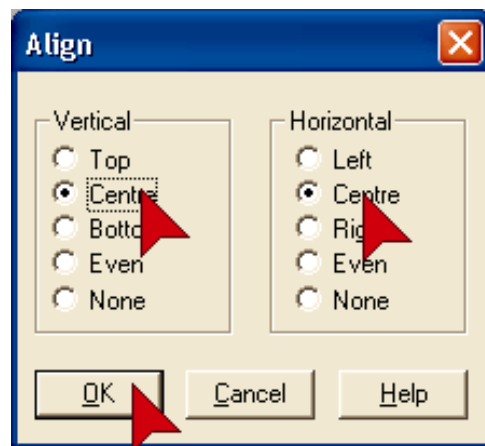 Align
Vertical
Top
Centre
Even
None
Horizontal
Left
Centre
Even
None
OK
Cancel
Help